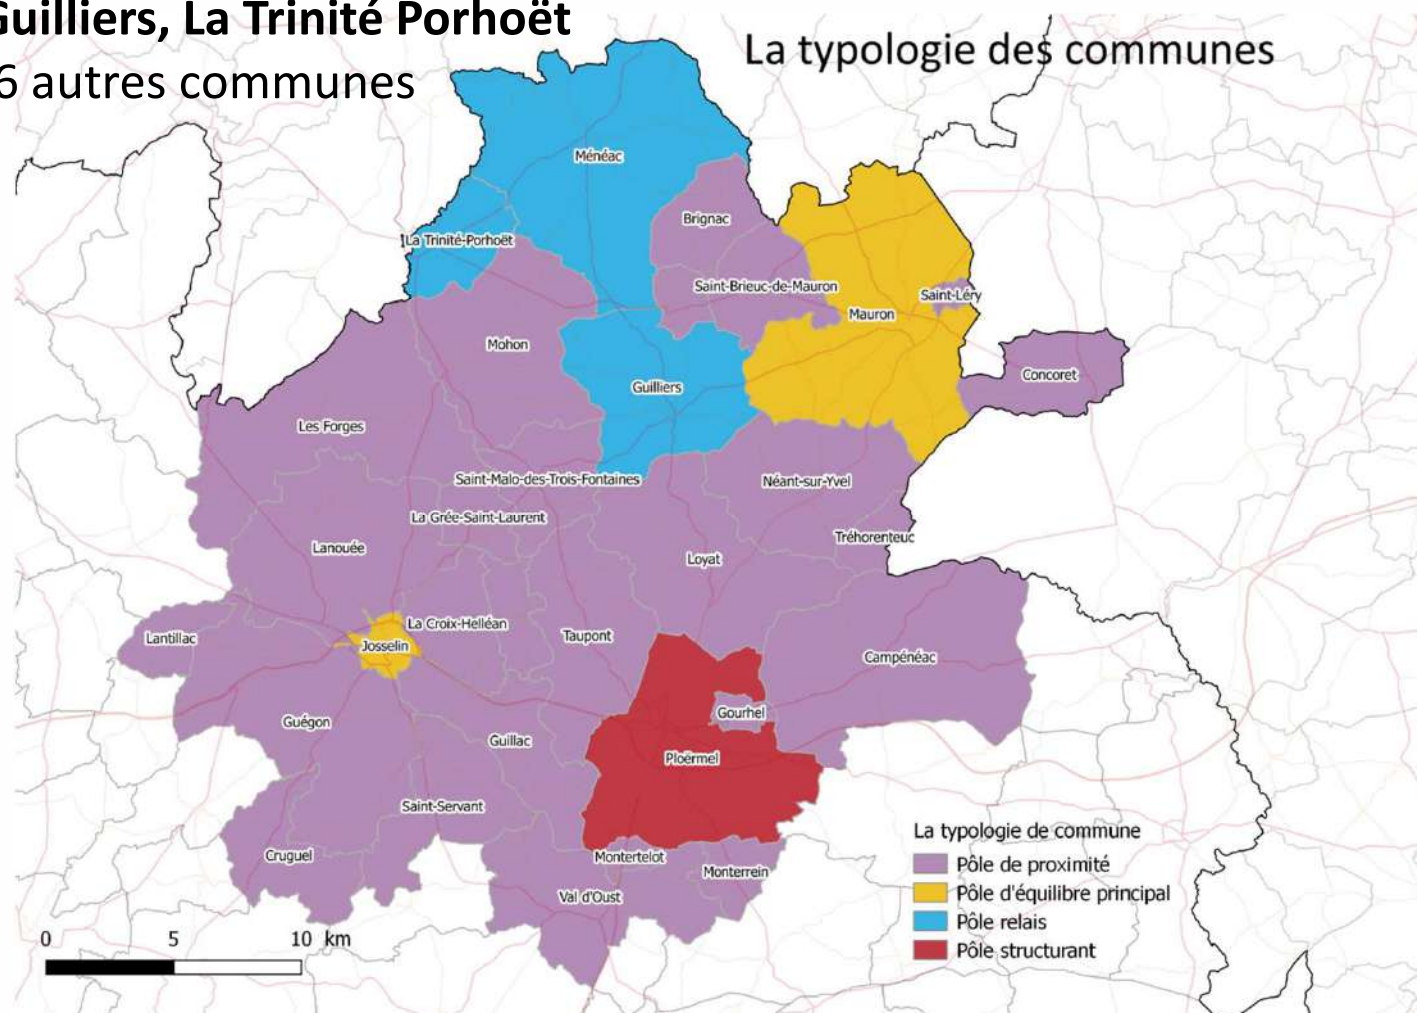 Guilliers, La Trinité Porhoët
6 autres communes
La typologie des communes
Ménéac
Brignac
La Trinité-Porhoët
Saint-Brieuc-de-Mauron
Saint-Léry
Mauron
Mohon
Concoret
Guilliers
Les Forges
Saint-Malo-des-Trois-Fontaines
Néant-sur-Yvel
La Grée-Saint-Laurent
Tréhorenteuc
Lanouée
Loyat
La Croix-Helléan
Lantillac
Taupont
Josselin
Campénéac
Gourhel
Guégon
Guillac
Ploërmel
Saint-Servant
Cruguel
Montertelot
Monterrein
Val d'Oust
La typologie de commune
Pôle de proximité
Pôle d'équilibre principal
Pôle relais
Pôle structurant
0 5 10 km